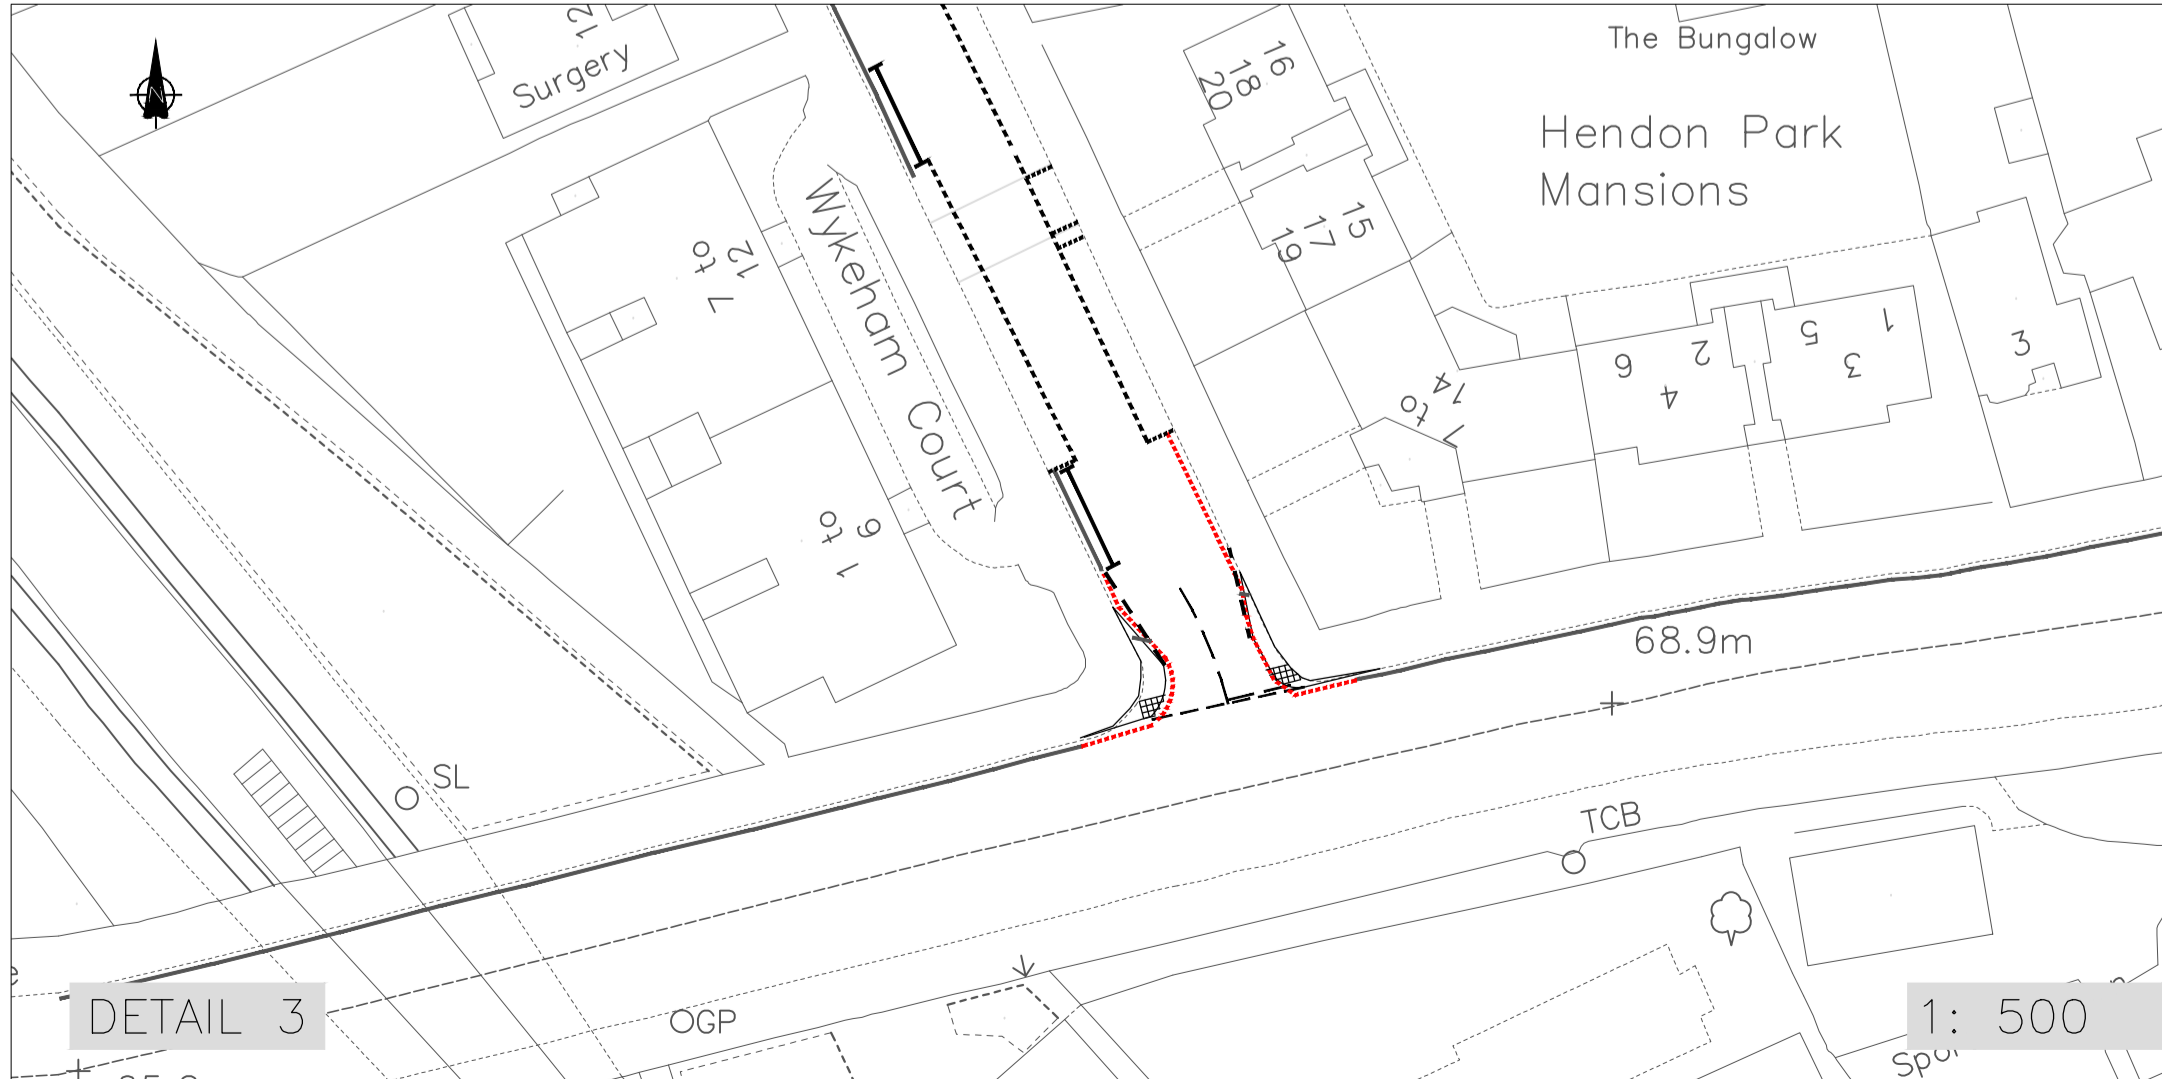 12
Surgery
N
16
18
20
The Bungalow
Hendon Park
Mansions
15
17
19
7 to 12
Wykeham Court
1 to 6
1 to 14
6
4
2
5
3
1
3
68.9m
SL
TCB
GP
DETAIL 3
1: 500